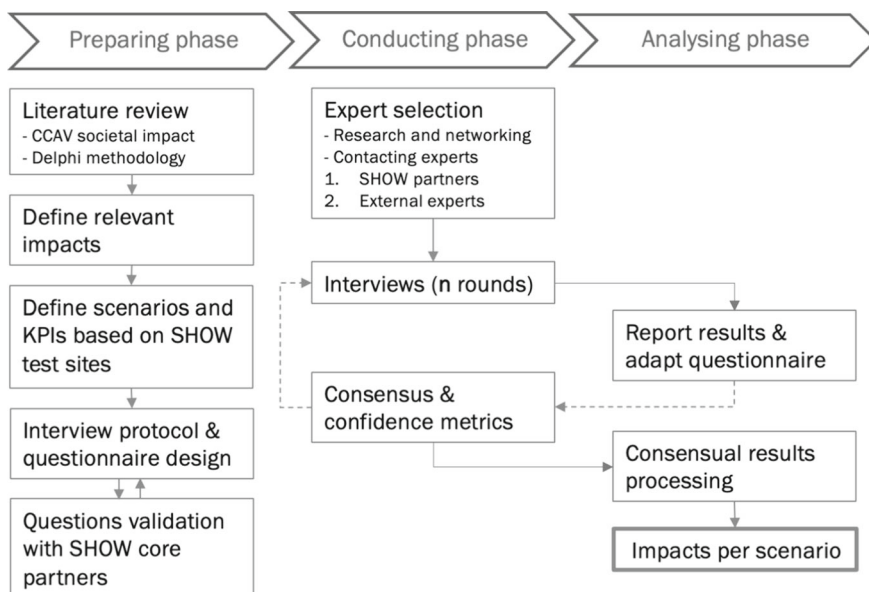 Preparing phase
Conducting phase
Analysing phase
Literature review
- CCAV societal impact
- Delphi methodology
Define relevant
impacts
Define scenarios and
KPIs based on SHOW
test sites
Interview protocol &
questionnaire design
Questions validation
with SHOW core
partners
Expert selection
- Research and networking
- Contacting experts
1. SHOW partners
2. External experts
Interviews (n rounds)
Consensus &
confidence metrics
Report results &
adapt questionnaire
Consensual results
processing
Impacts per scenario